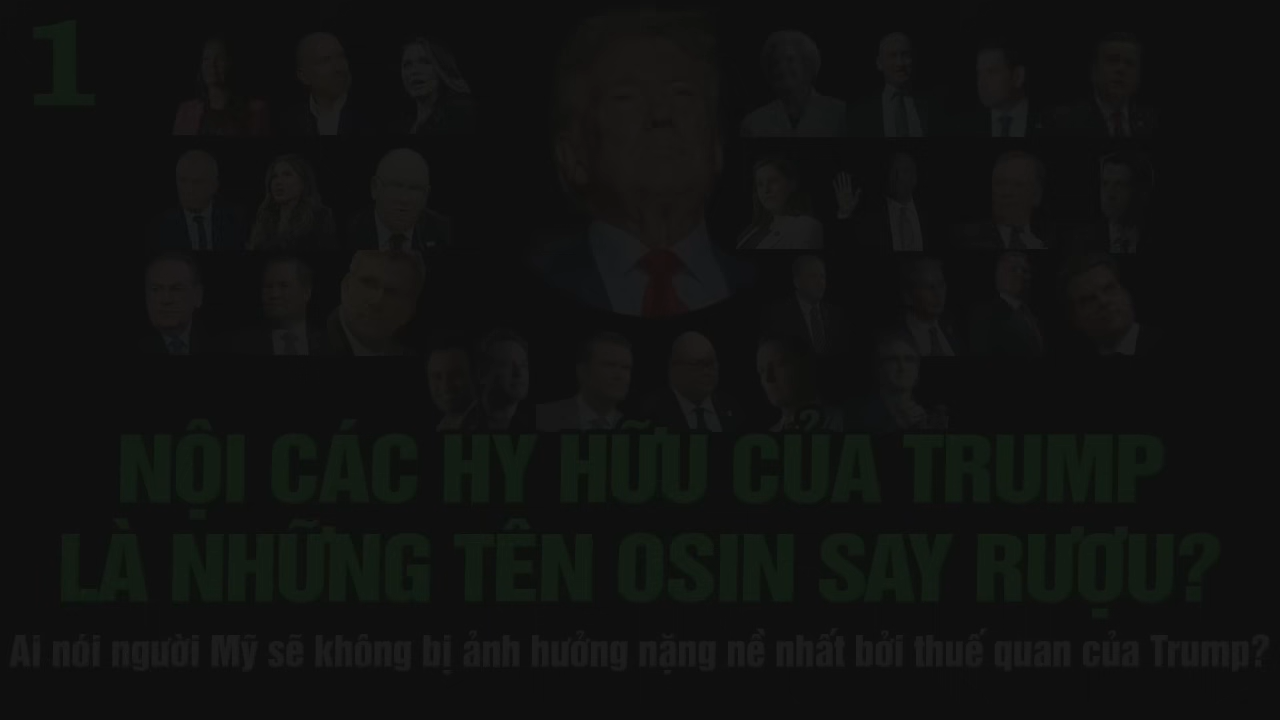 1
NỘI CÁC HY HỮU CỦA TRUMP
LÀ NHỮNG TÊN OSIN SAY RƯỢU?
Ai nói người Mỹ sẽ không bị ảnh hưởng nặng nề nhất bởi thuế quan của Trump?